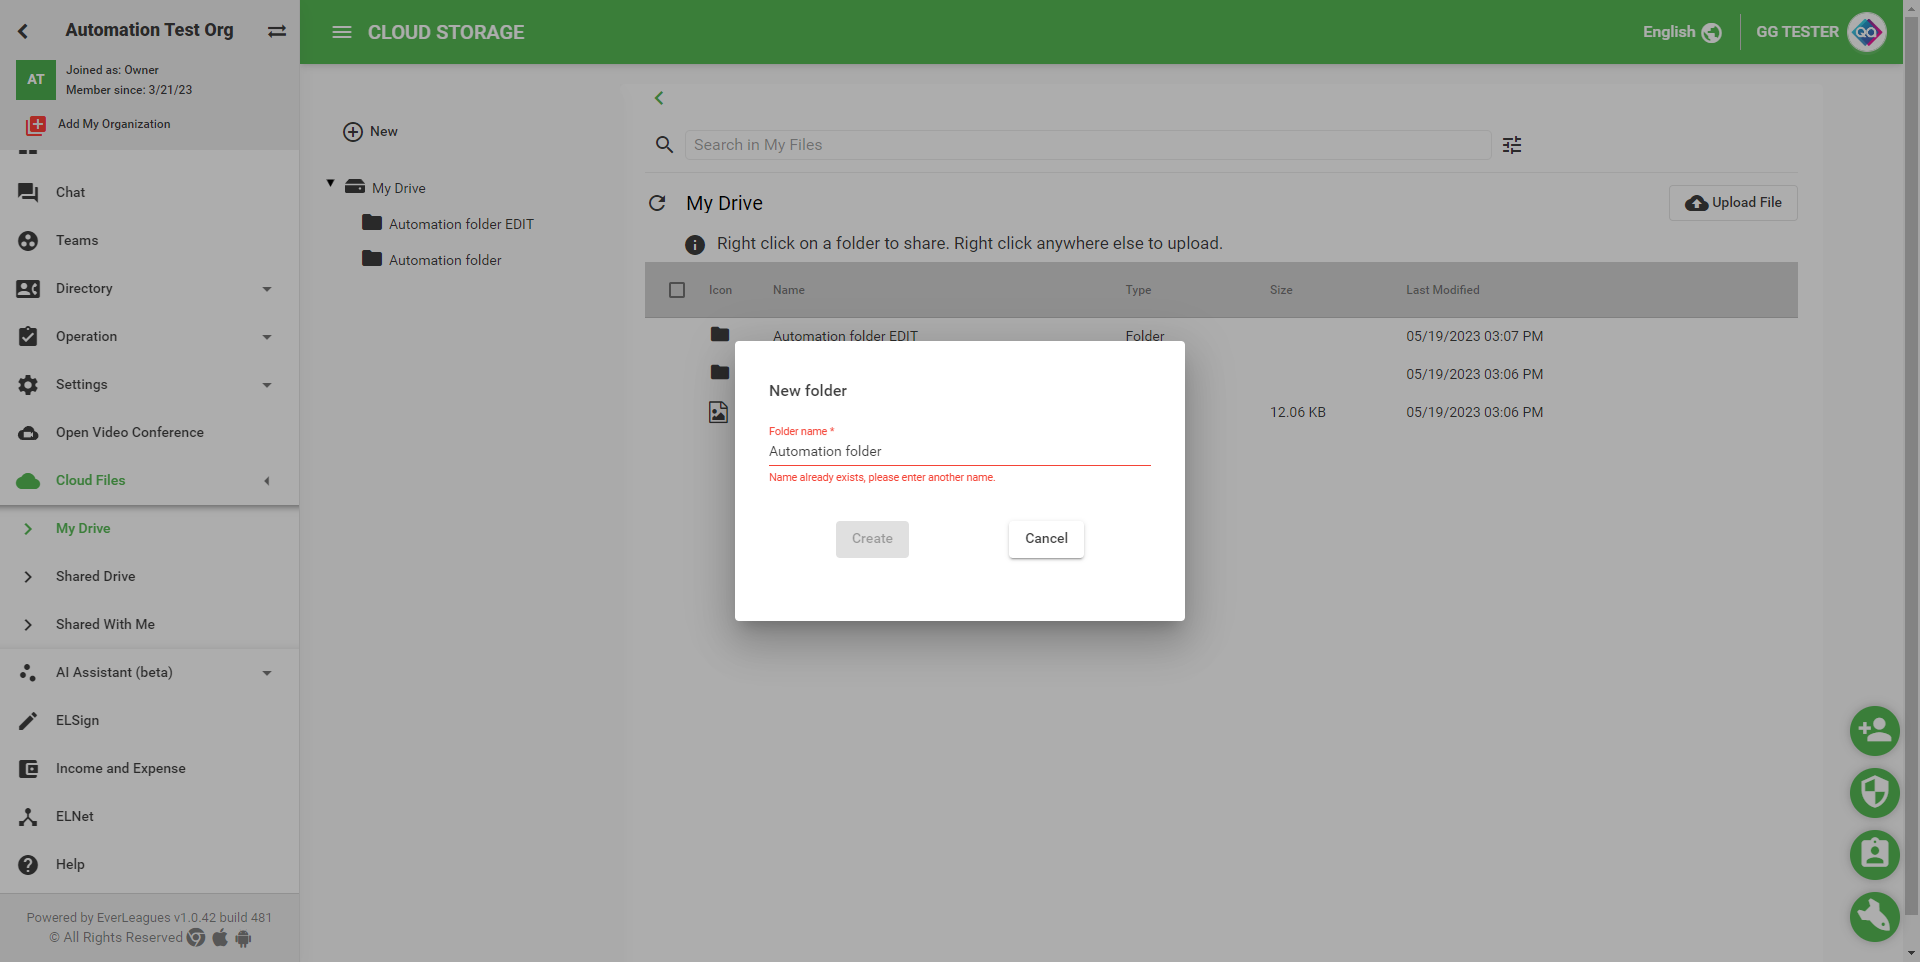 Automation Test Org
AT
Joined as: Owner
Member since: 3/21/23
Add My Organization
Chat
Teams
Directory
Operation
Settings
Open Video Conference
Cloud Files
My Drive
Shared Drive
Shared With Me
AI Assistant (beta)
ELSign
Income and Expense
ELNet
Help
Powered by EverLeagues v1.0.42 build 481
© All Rights Reserved
CLOUD STORAGE
English
GG TESTER
QA
New
My Drive
Automation folder EDIT
Automation folder
Search in My Files
My Drive
Upload File
Right click on a folder to share. Right click anywhere else to upload.
Icon Name Type Size Last Modified
Automation folder EDIT Folder 05/19/2023 03:07 PM
05/19/2023 03:06 PM
12.06 KB 05/19/2023 03:06 PM
New folder
Folder name *
Automation folder
Name already exists, please enter another name.
Create Cancel